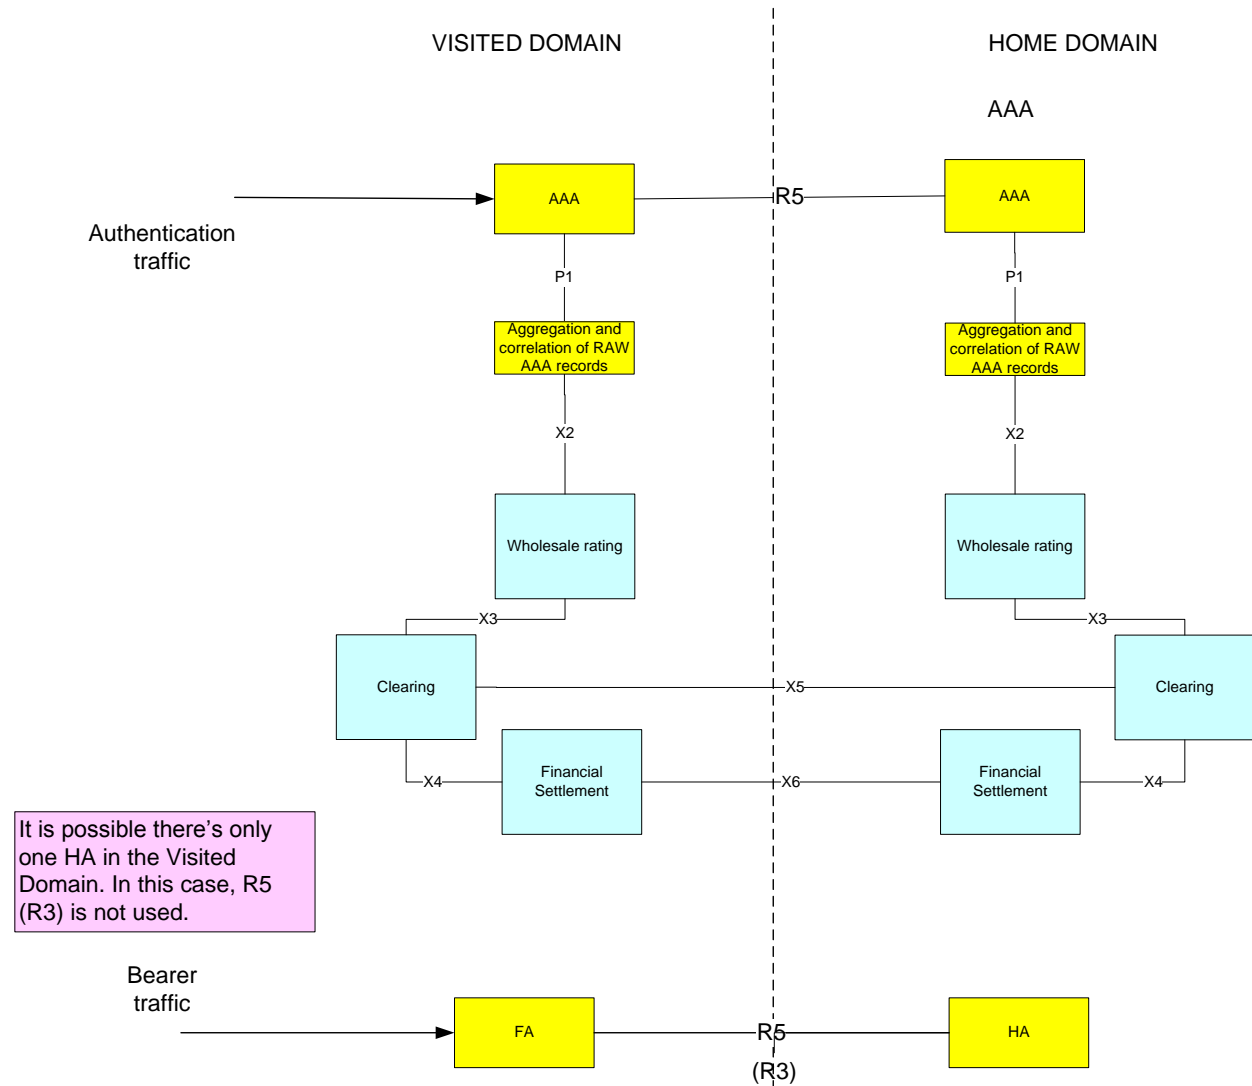 VISITED DOMAIN
HOME DOMAIN
AAA
AAA
R5
AAA
Authentication
traffic
P1
P1
Aggregation and
correlation of RAW
AAA records
Aggregation and
correlation of RAW
AAA records
X2
X2
Wholesale rating
Wholesale rating
X3
X3
Clearing
X5
Clearing
X4
Financial
Settlement
X6
Financial
Settlement
X4
It is possible there’s only
one HA in the Visited
Domain. In this case, R5
(R3) is not used.
Bearer
traffic
FA
R5
(R3)
HA